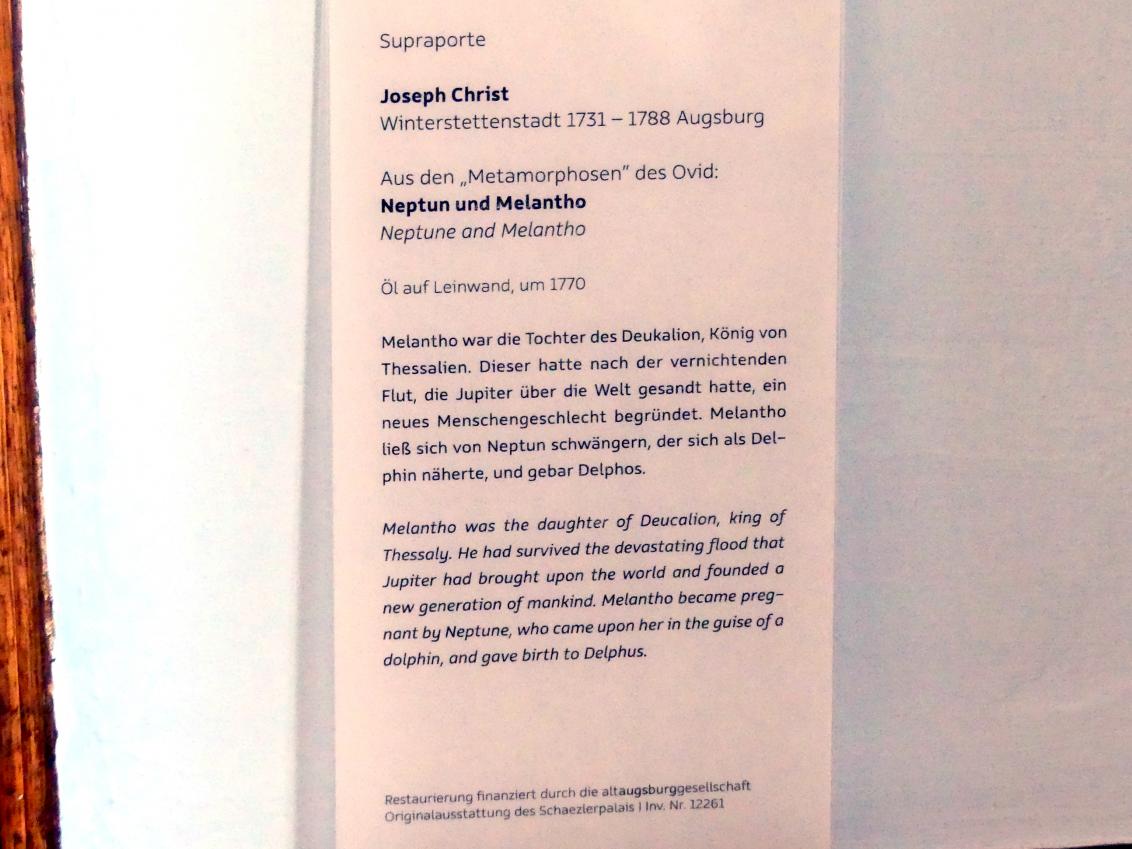 Supraporte
Joseph Christ
Winterstettenstadt 1731 – 1788 Augsburg
Aus den „Metamorphosen" des Ovid:
Neptun und Melantho
Neptune and Melantho
Öl auf Leinwand, um 1770
Melantho war die Tochter des Deukalion, König von
Thessalien. Dieser hatte nach der vernichtenden
Flut, die Jupiter über die Welt gesandt hatte, ein
neues Menschengeschlecht begründet. Melantho
ließ sich von Neptun schwängern, der sich als Del-
phin näherte, und gebar Delphos.
Melantho was the daughter of Deucalion, king of
Thessaly. He had survived the devastating flood that
Jupiter had brought upon the world and founded a
new generation of mankind. Melantho became preg-
nant by Neptune, who came upon her in the guise of a
dolphin, and gave birth to Delphus.
Restaurierung finanziert durch die altaugsburggesellschaft
Originalausstattung des Schaezlerpalais | Inv. Nr. 12261